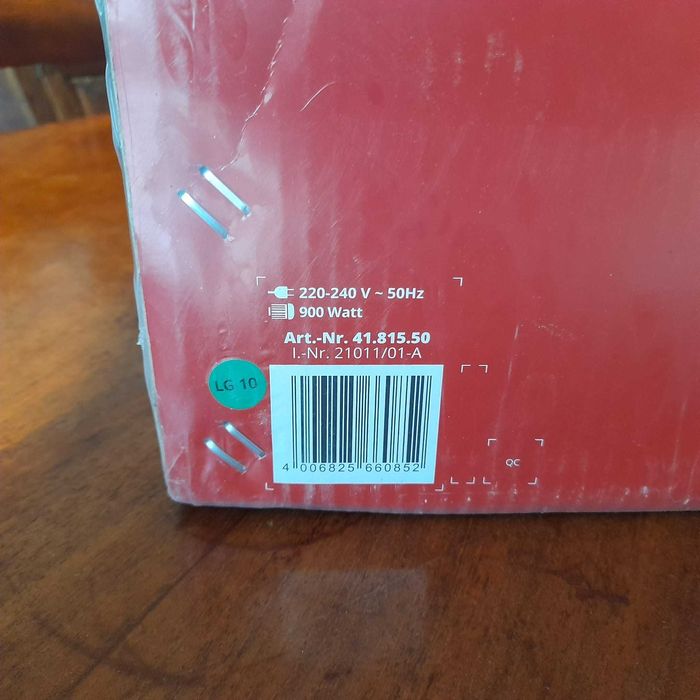 220-240 V ~ 50Hz
900 Watt
Art.-Nr. 41.815.50
I.-Nr. 21011/01-A
LG 10
4 006825 660852
QC